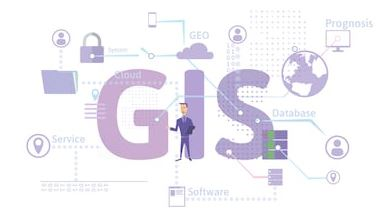 Prognosis
GEO
System
Cloud
GIS
Database
Service
Software